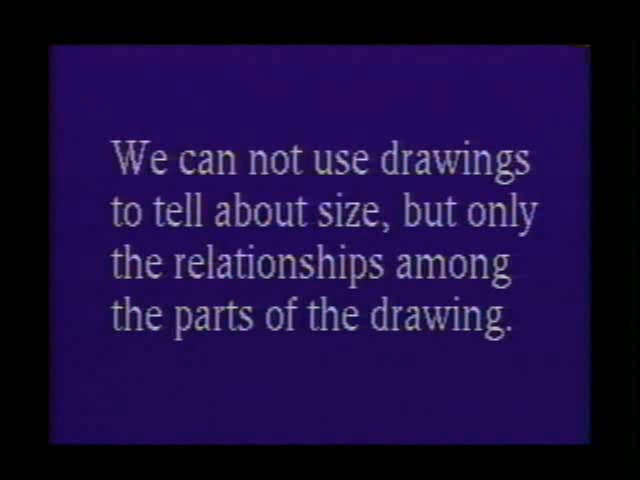 We can not use drawings
to tell about size, but only
the relationships among
the parts of the drawing.